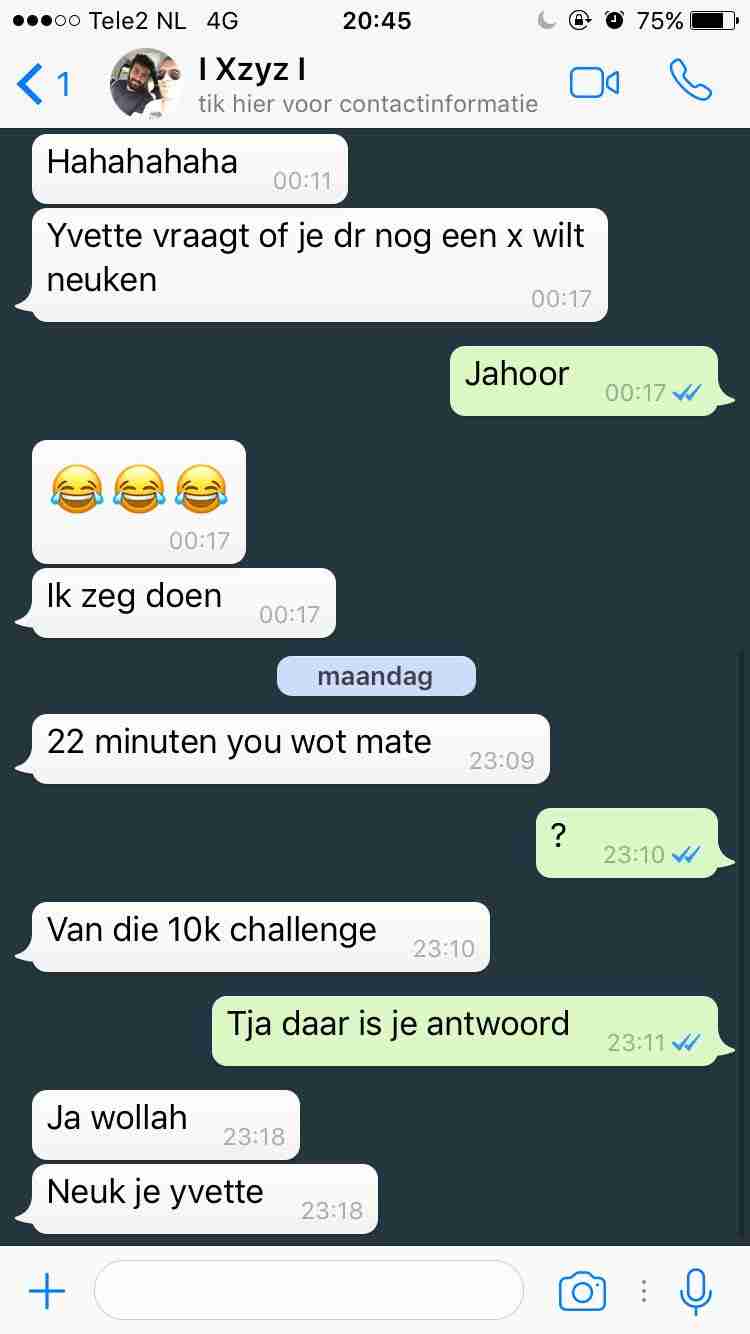 Tele2 NL 4G 20:45 75%
1 I Xzyz I
tik hier voor contactinformatie
Hahahahaha 00:11
Yvette vraagt of je dr nog een x wilt
neuken
00:17
Jahoor 00:17
😂😂😂
00:17
Ik zeg doen 00:17
maandag
22 minuten you wot mate 23:09
? 23:10
Van die 10k challenge 23:10
Tja daar is je antwoord 23:11
Ja wollah 23:18
Neuk je yvette 23:18